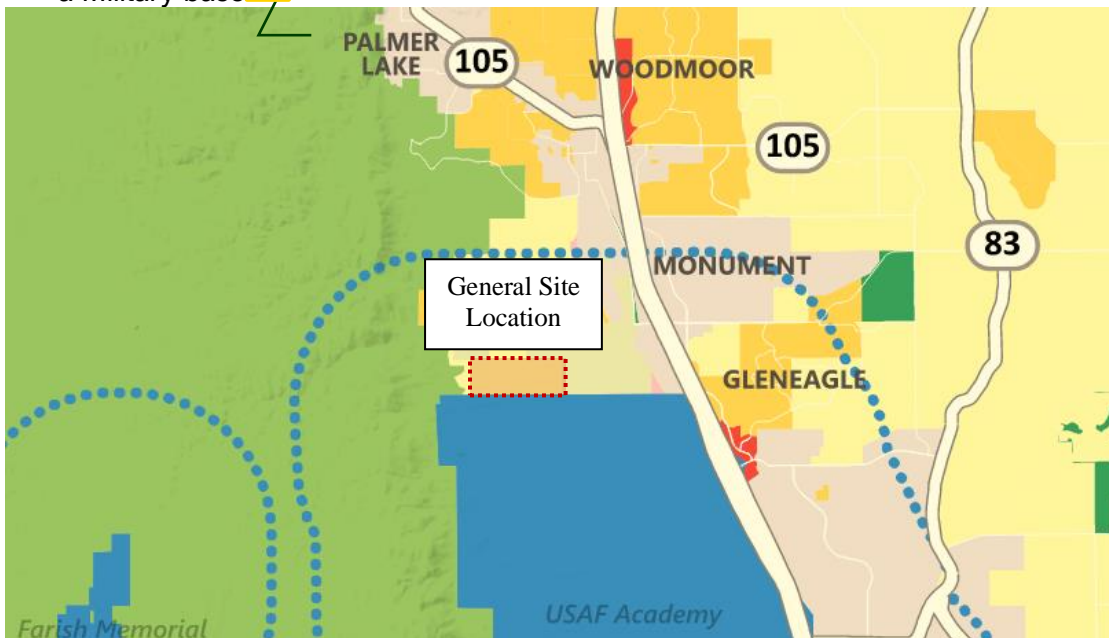 PALMER
LAKE
105
WOODMOOR
105
83
MONUMENT
General Site
Location
GLENEAGLE
USAF Academy
Farish Memorial